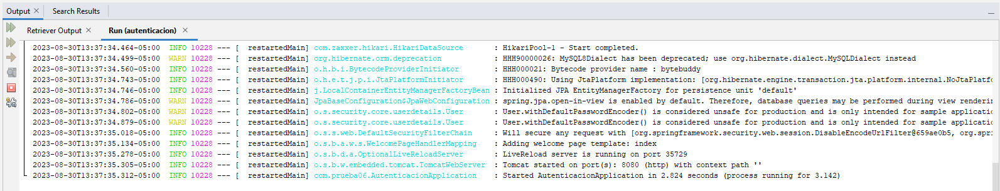 Output
Search Results
Retriever Output
Run (autenticacion)
2023-08-30T13:37:34.464-05:00 INFO 10228 --- [ restartedMain] com.zaxxer.hikari.HikariDataSource : HikariPool-1 - Start completed.
2023-08-30T13:37:34.499-05:00 WARN 10228 --- [ restartedMain] org.hibernate.orm.deprecation : HHH90000026: MySQL8Dialect has been deprecated; use org.hibernate.dialect.MySQLDialect instead
2023-08-30T13:37:34.560-05:00 INFO 10228 --- [ restartedMain] o.h.b.i.BytecodeProviderInitiator : HHH000021: Bytecode provider name : bytebuddy
2023-08-30T13:37:34.743-05:00 INFO 10228 --- [ restartedMain] o.h.e.t.j.p.i.JtaPlatformInitiator : HHH000490: Using JtaPlatform implementation: [org.hibernate.engine.transaction.jta.platform.internal.NoJtaPlatfo
2023-08-30T13:37:34.746-05:00 INFO 10228 --- [ restartedMain] j.LocalContainerEntityManagerFactoryBean : Initialized JPA EntityManagerFactory for persistence unit 'default'
2023-08-30T13:37:34.786-05:00 WARN 10228 --- [ restartedMain] JpaBaseConfiguration$JpaWebConfiguration : spring.jpa.open-in-view is enabled by default. Therefore, database queries may be performed during view renderin
2023-08-30T13:37:34.802-05:00 WARN 10228 --- [ restartedMain] o.s.security.core.userdetails.User : User.withDefaultPasswordEncoder() is considered unsafe for production and is only intended for sample applicatio
2023-08-30T13:37:34.879-05:00 WARN 10228 --- [ restartedMain] o.s.security.core.userdetails.User : User.withDefaultPasswordEncoder() is considered unsafe for production and is only intended for sample applicatio
2023-08-30T13:37:35.018-05:00 INFO 10228 --- [ restartedMain] o.s.s.web.DefaultSecurityFilterChain : Will secure any request with [org.springframework.security.web.session.DisableEncodeUrlFilter@659ae0b5, org.spri
2023-08-30T13:37:35.134-05:00 INFO 10228 --- [ restartedMain] o.s.b.a.w.s.WelcomePageHandlerMapping : Adding welcome page template: index
2023-08-30T13:37:35.278-05:00 INFO 10228 --- [ restartedMain] o.s.b.d.a.OptionalLiveReloadServer : LiveReload server is running on port 35729
2023-08-30T13:37:35.305-05:00 INFO 10228 --- [ restartedMain] o.s.b.w.embedded.tomcat.TomcatWebServer : Tomcat started on port(s): 8080 (http) with context path ''
2023-08-30T13:37:35.312-05:00 INFO 10228 --- [ restartedMain] com.prueba06.AutenticacionApplication : Started AutenticacionApplication in 2.824 seconds (process running for 3.142)